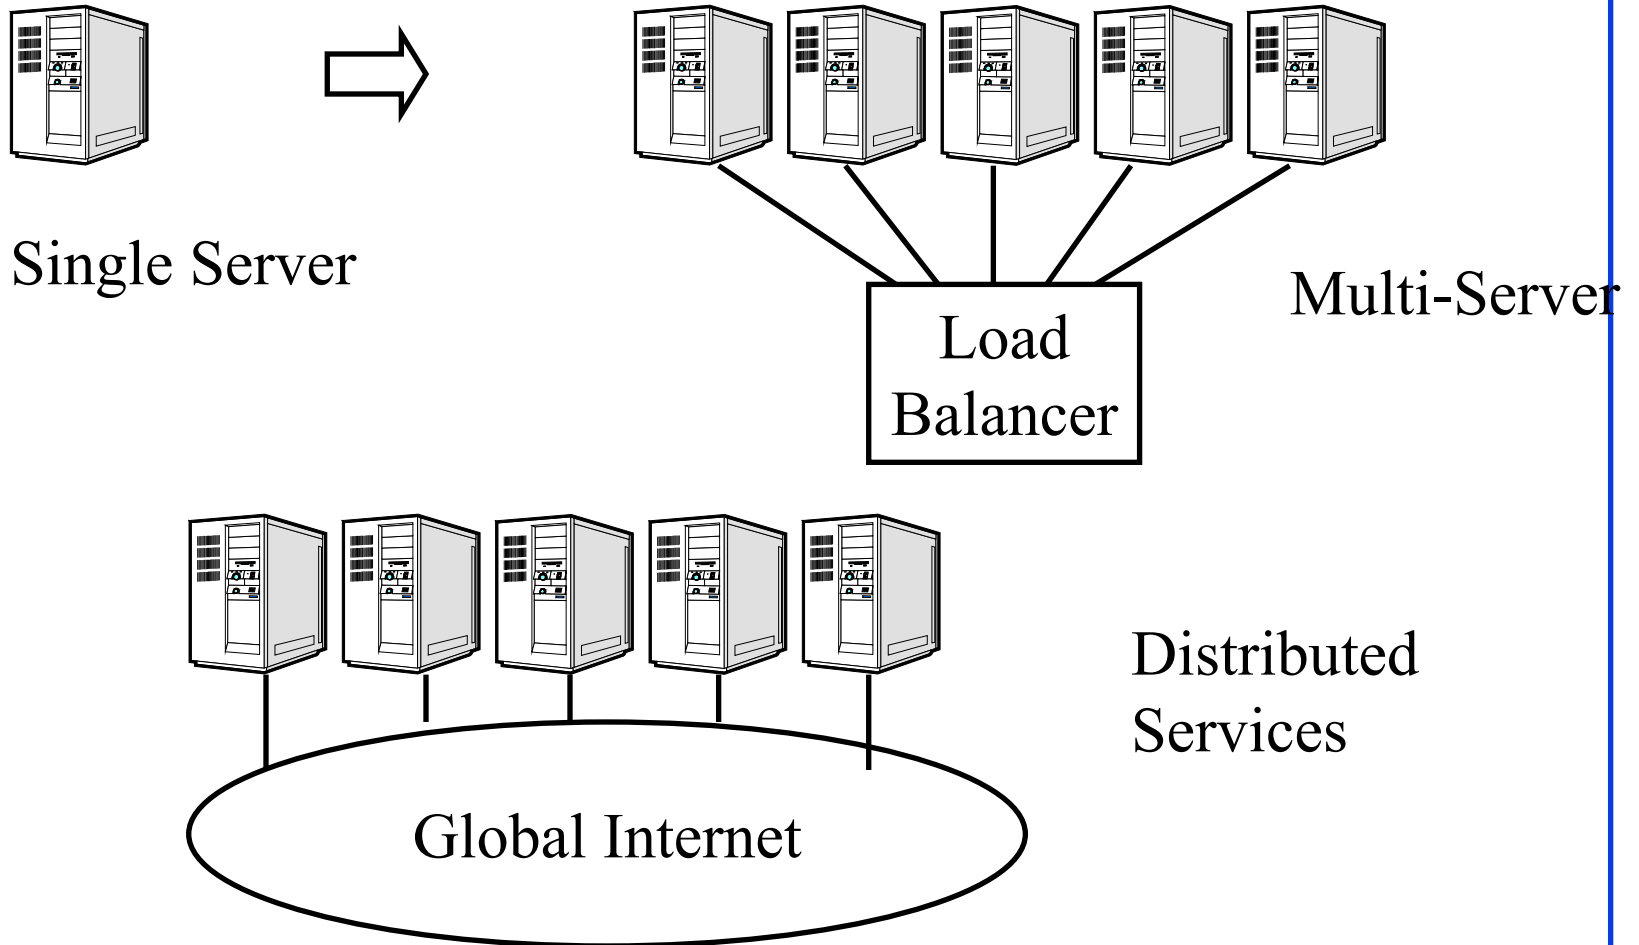 Single Server
Multi-Server
Load
Balancer
Distributed
Services
Global Internet